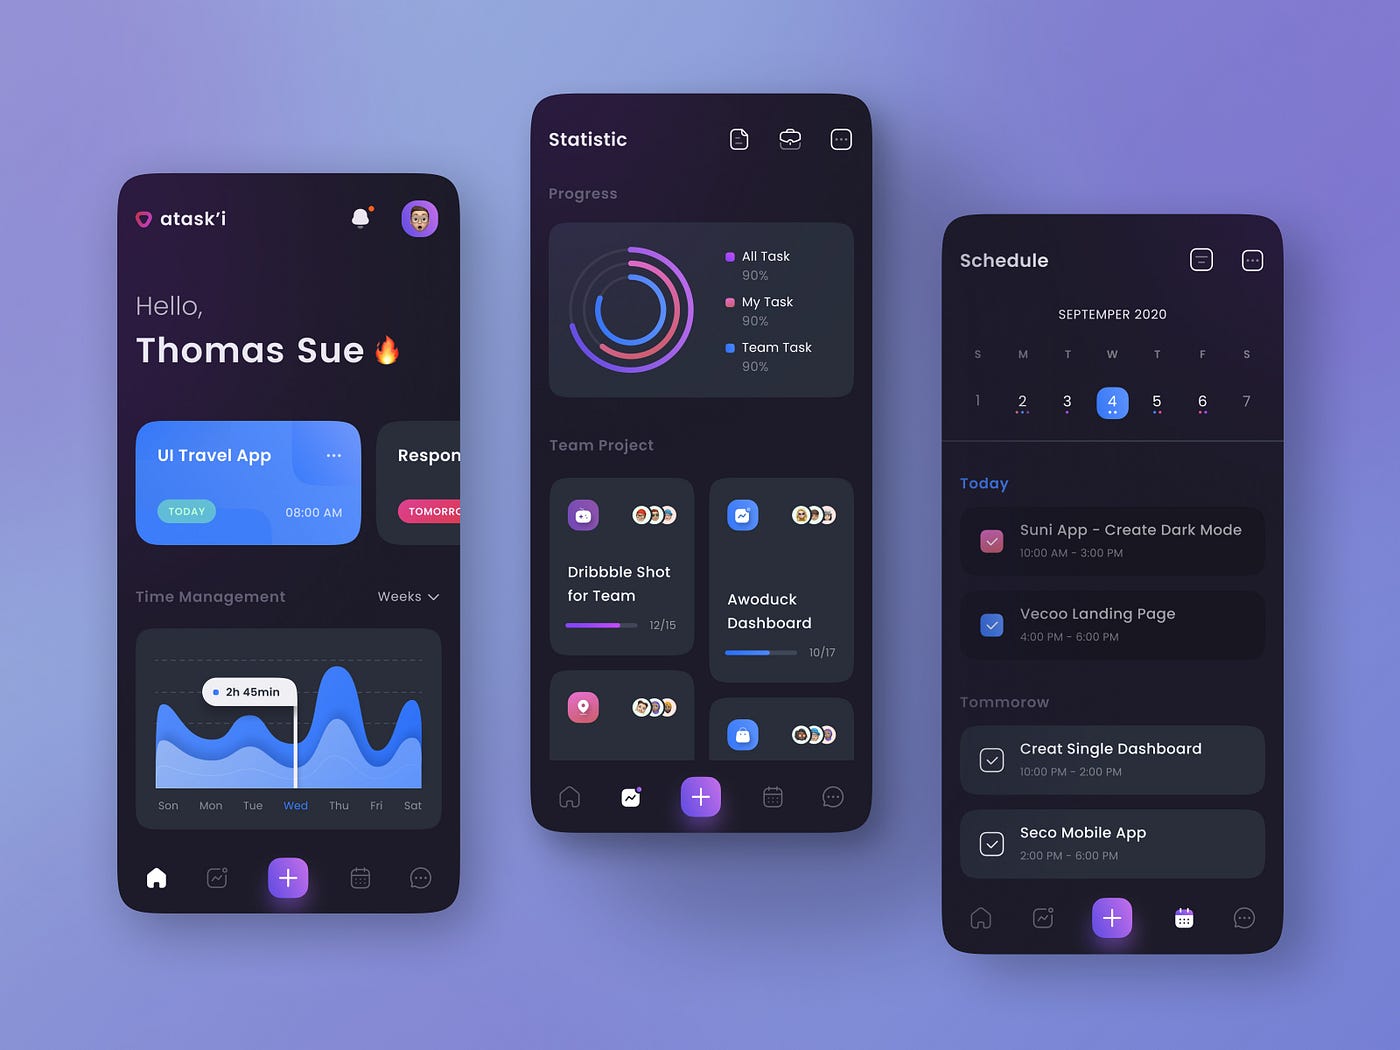 atask'i
Hello,
Thomas Sue
UI Travel App
TODAY
08:00 AM
Respon
TOMORRO
Time Management
Weeks
2h 45min
Son Mon Tue Wed Thu Fri Sat
Statistic
Progress
All Task
90%
My Task
90%
Team Task
90%
Team Project
Dribbble Shot
for Team
12/15
Awoduck
Dashboard
10/17
Schedule
SEPTEMPER 2020
S M T W T F S
1 2 3 4 5 6 7
Today
Suni App - Create Dark Mode
10:00 AM - 3:00 PM
Vecoo Landing Page
4:00 PM - 6:00 PM
Tommorow
Creat Single Dashboard
10:00 PM - 2:00 PM
Seco Mobile App
2:00 PM - 6:00 PM